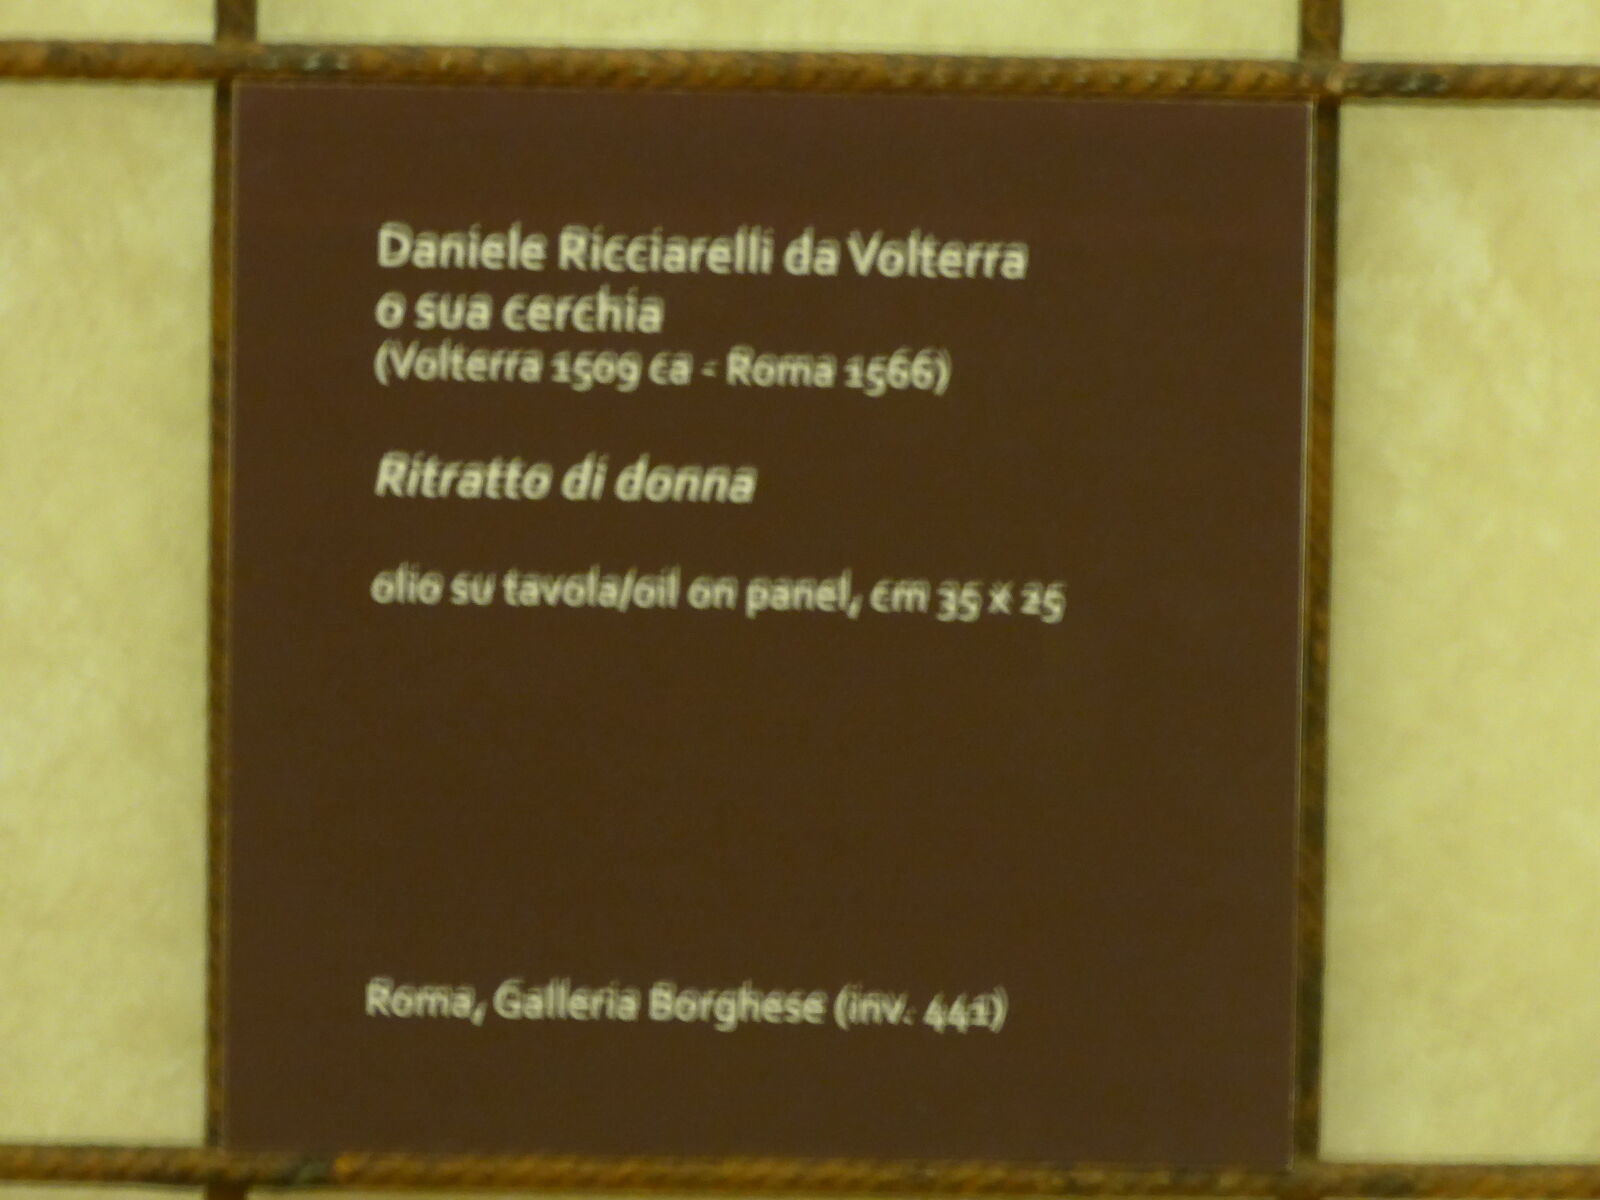 Daniele Ricciarelli da Volterra
o sua cerchia
(Volterra 1509 ca - Roma 1566)
Ritratto di donna
olio su tavola/oil on panel, cm 35 x 25
Roma, Galleria Borghese (inv. 441)